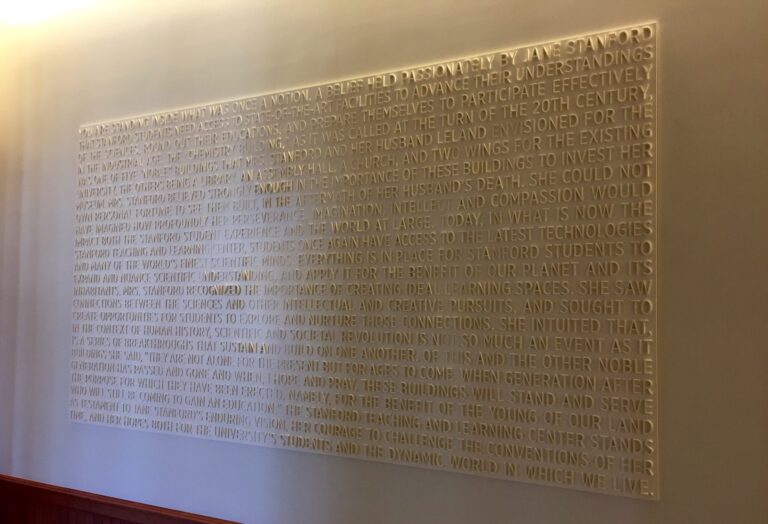 YOU ARE STANDING INSIDE WHAT WAS ONCE A NOTION, A BELIEF HELD PASSIONATELY BY JANE STANFORD
THAT STANFORD STUDENTS NEED ACCESS TO STATE-OF-THE-ART FACILITIES TO ADVANCE THEIR UNDERSTANDINGS
OF THE SCIENCES, ROUND OUT THEIR EDUCATIONS, AND PREPARE THEMSELVES TO PARTICIPATE EFFECTIVELY
IN THE INDUSTRIAL AGE. THE CHEMISTRY BUILDING, AS IT WAS CALLED AT THE TURN OF THE 20TH CENTURY,
WAS ONE OF FIVE "NOBLE" BUILDINGS THAT MRS. STANFORD AND HER HUSBAND LELAND ENVISIONED FOR THE
UNIVERSITY, THE OTHERS BEING A LIBRARY, AN ASSEMBLY HALL, A CHURCH, AND TWO WINGS FOR THE EXISTING
MUSEUM. MRS. STANFORD BELIEVED STRONGLY ENOUGH IN THE IMPORTANCE OF THESE BUILDINGS TO INVEST HER
OWN PERSONAL FORTUNE TO SEE THEM BUILT IN THE AFTERMATH OF HER HUSBAND'S DEATH. SHE COULD NOT
HAVE IMAGINED HOW PROFOUNDLY HER PERSEVERANCE, IMAGINATION, INTELLECT AND COMPASSION WOULD
IMPACT BOTH THE STANFORD STUDENT EXPERIENCE AND THE WORLD AT LARGE. TODAY, IN WHAT IS NOW THE
STANFORD TEACHING AND LEARNING CENTER, STUDENTS ONCE AGAIN HAVE ACCESS TO THE LATEST TECHNOLOGIES
AND MANY OF THE WORLD'S FINEST SCIENTIFIC MINDS. EVERYTHING IS IN PLACE FOR STANFORD STUDENTS TO
EXPAND AND NUANCE SCIENTIFIC UNDERSTANDING, AND APPLY IT FOR THE BENEFIT OF OUR PLANET AND ITS
INHABITANTS. MRS. STANFORD RECOGNIZED THE IMPORTANCE OF CREATING IDEAL LEARNING SPACES. SHE SAW
CONNECTIONS BETWEEN THE SCIENCES AND OTHER INTELLECTUAL AND CREATIVE PURSUITS, AND SOUGHT TO
CREATE OPPORTUNITIES FOR STUDENTS TO EXPLORE AND NURTURE THOSE CONNECTIONS. SHE INTUITED THAT,
IN THE CONTEXT OF HUMAN HISTORY, SCIENTIFIC AND SOCIETAL REVOLUTION IS NOT SO MUCH AN EVENT AS IT
IS A SERIES OF BREAKTHROUGHS THAT SUSTAIN AND BUILD ON ONE ANOTHER. OF THIS AND THE OTHER NOBLE
BUILDINGS SHE SAID, "THEY ARE NOT ALONE FOR THE PRESENT BUT FOR AGES TO COME. WHEN GENERATION AFTER
GENERATION HAS PASSED AND GONE AND WHEN, I HOPE AND PRAY, THESE BUILDINGS WILL STAND AND SERVE
THE PURPOSE FOR WHICH THEY HAVE BEEN ERECTED, NAMELY, FOR THE BENEFIT OF THE YOUNG OF OUR LAND
WHO WILL STILL BE COMING TO GAIN AN EDUCATION." THE STANFORD TEACHING AND LEARNING CENTER STANDS
AS TESTAMENT TO JANE STANFORD'S ENDURING VISION, HER COURAGE TO CHALLENGE THE CONVENTIONS OF HER
TIME, AND HER HOPES BOTH FOR THE UNIVERSITY'S STUDENTS AND THE DYNAMIC WORLD IN WHICH WE LIVE.